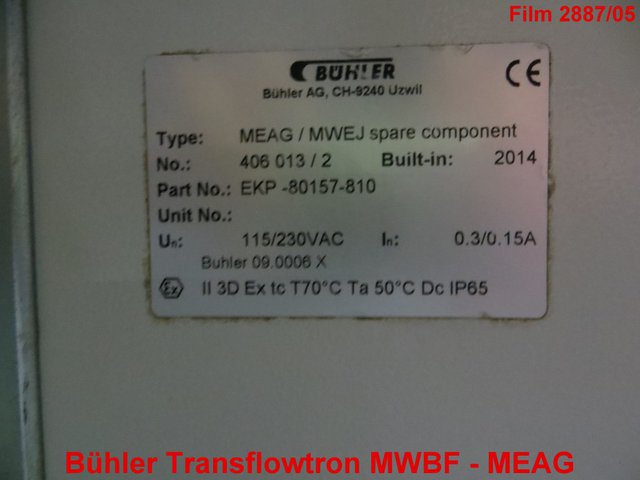 Film 2887/05
BÜHLER
Bühler AG, CH-9240 Uzwil
CE
Type: MEAG / MWEJ spare component
No.: 406 013 / 2 Built-in: 2014
Part No.: EKP -80157-810
Unit No.:
Un: 115/230VAC In: 0.3/0.15A
Buhler 09.0006 X
Ex II 3D Ex tc T70°C Ta 50°C Dc IP65
Bühler Transflowtron MWBF - MEAG